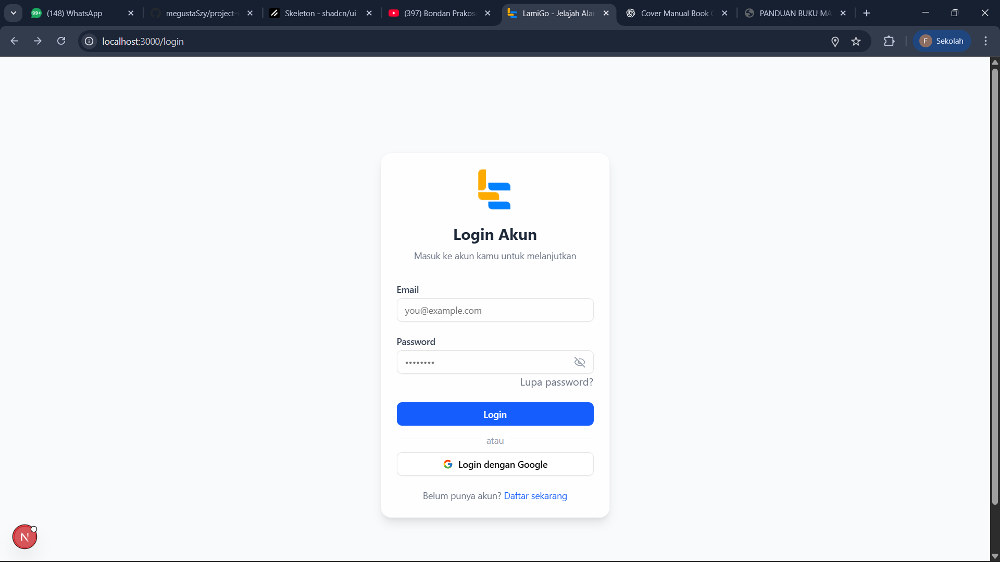 (148) WhatsApp
megustaSzy/project-
Skeleton - shadcn/ui
(397) Bondan Prakos
LamiGo - Jelajah Alar
Cover Manual Book
PANDUAN BUKU MA
localhost:3000/login
F Sekolah
Login Akun
Masuk ke akun kamu untuk melanjutkan
Email
you@example.com
Password
••••••••
Lupa password?
Login
atau
Login dengan Google
Belum punya akun? Daftar sekarang
N